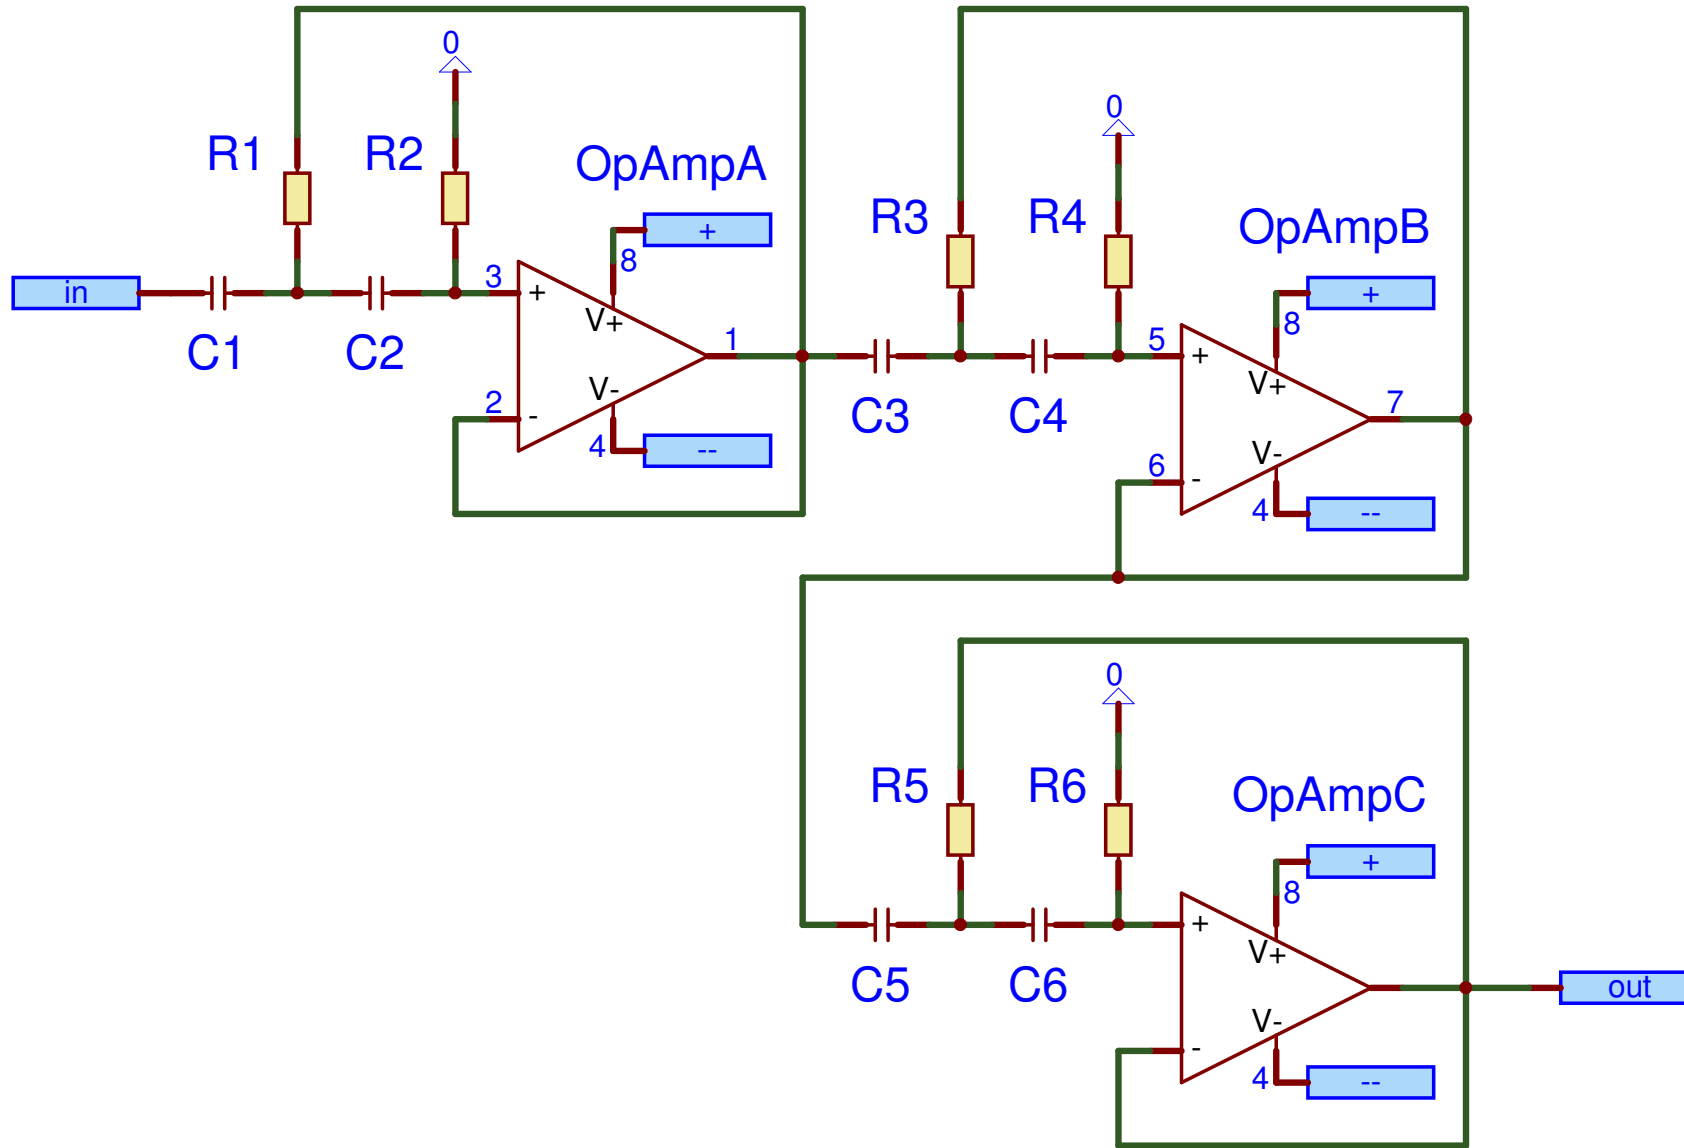 0
R1
R2
OpAmpA
+
8
in
3
+
V+
C1
C2
1
V-
2
-
4
--
0
R3
R4
OpAmpB
+
8
5
+
V+
C3
C4
7
V-
6
-
4
--
0
R5
R6
OpAmpC
+
8
+
V+
C5
C6
out
V-
-
4
--